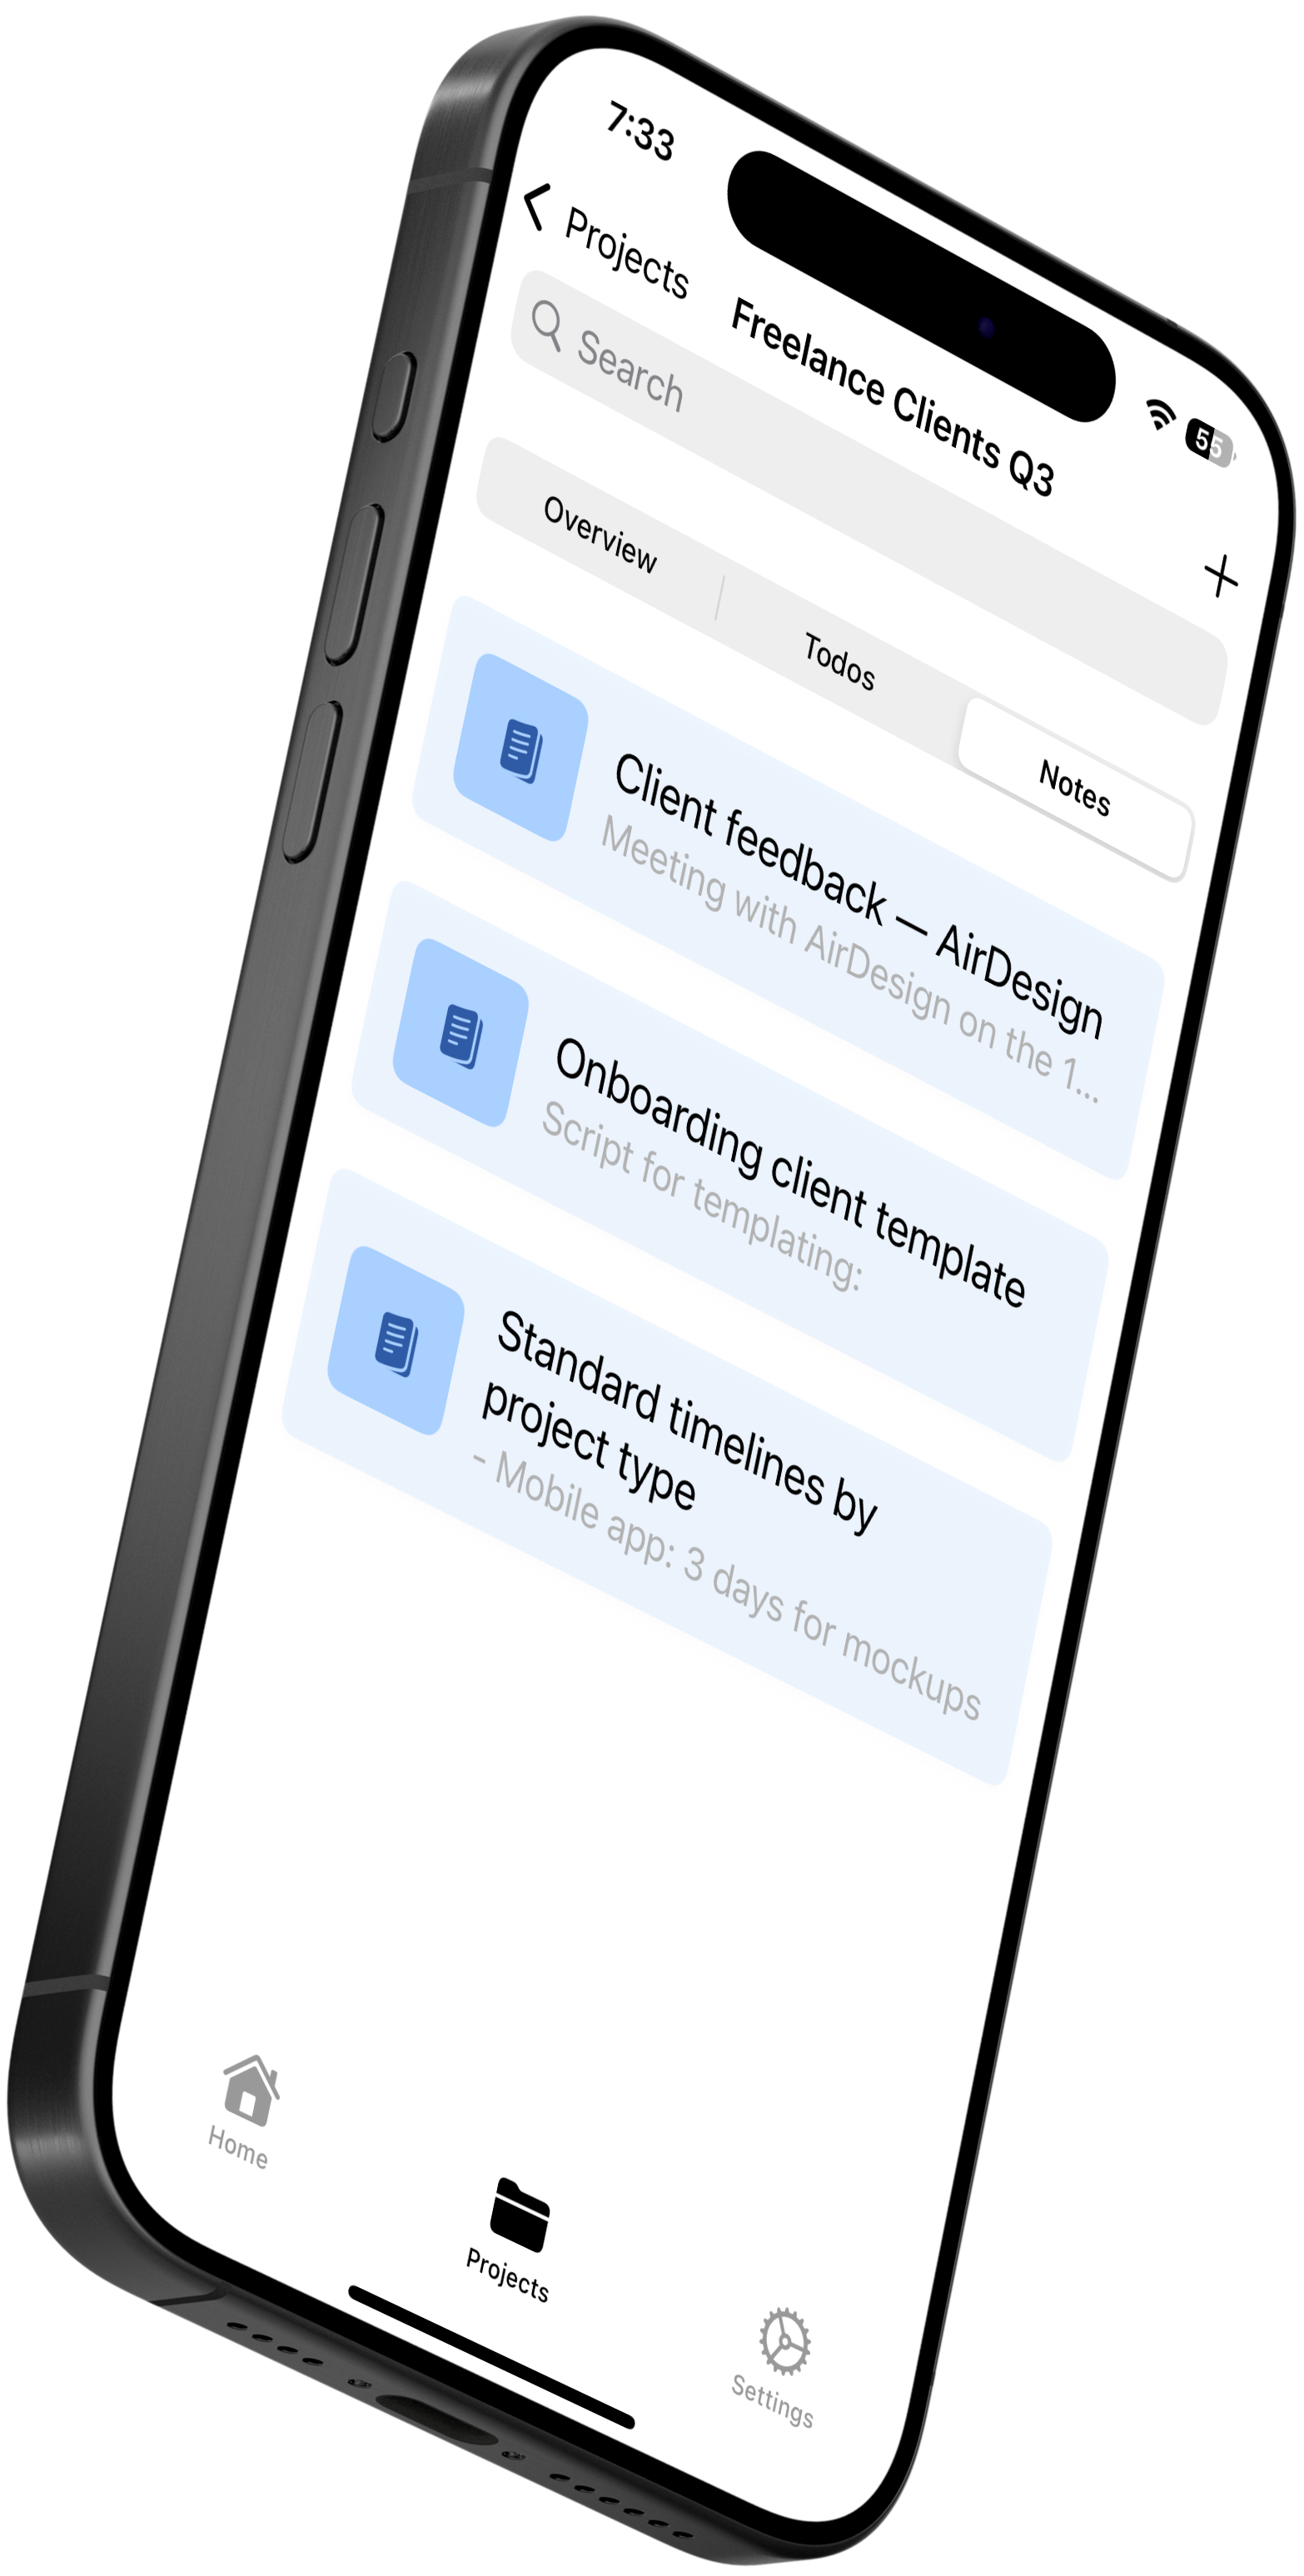 7:33
55
Projects
Freelance Clients Q3
Search
Overview
Todos
Notes
Client feedback — AirDesign
Meeting with AirDesign on the 1...
Onboarding client template
Script for templating:
Standard timelines by
project type
- Mobile app: 3 days for mockups
Home
Projects
Settings